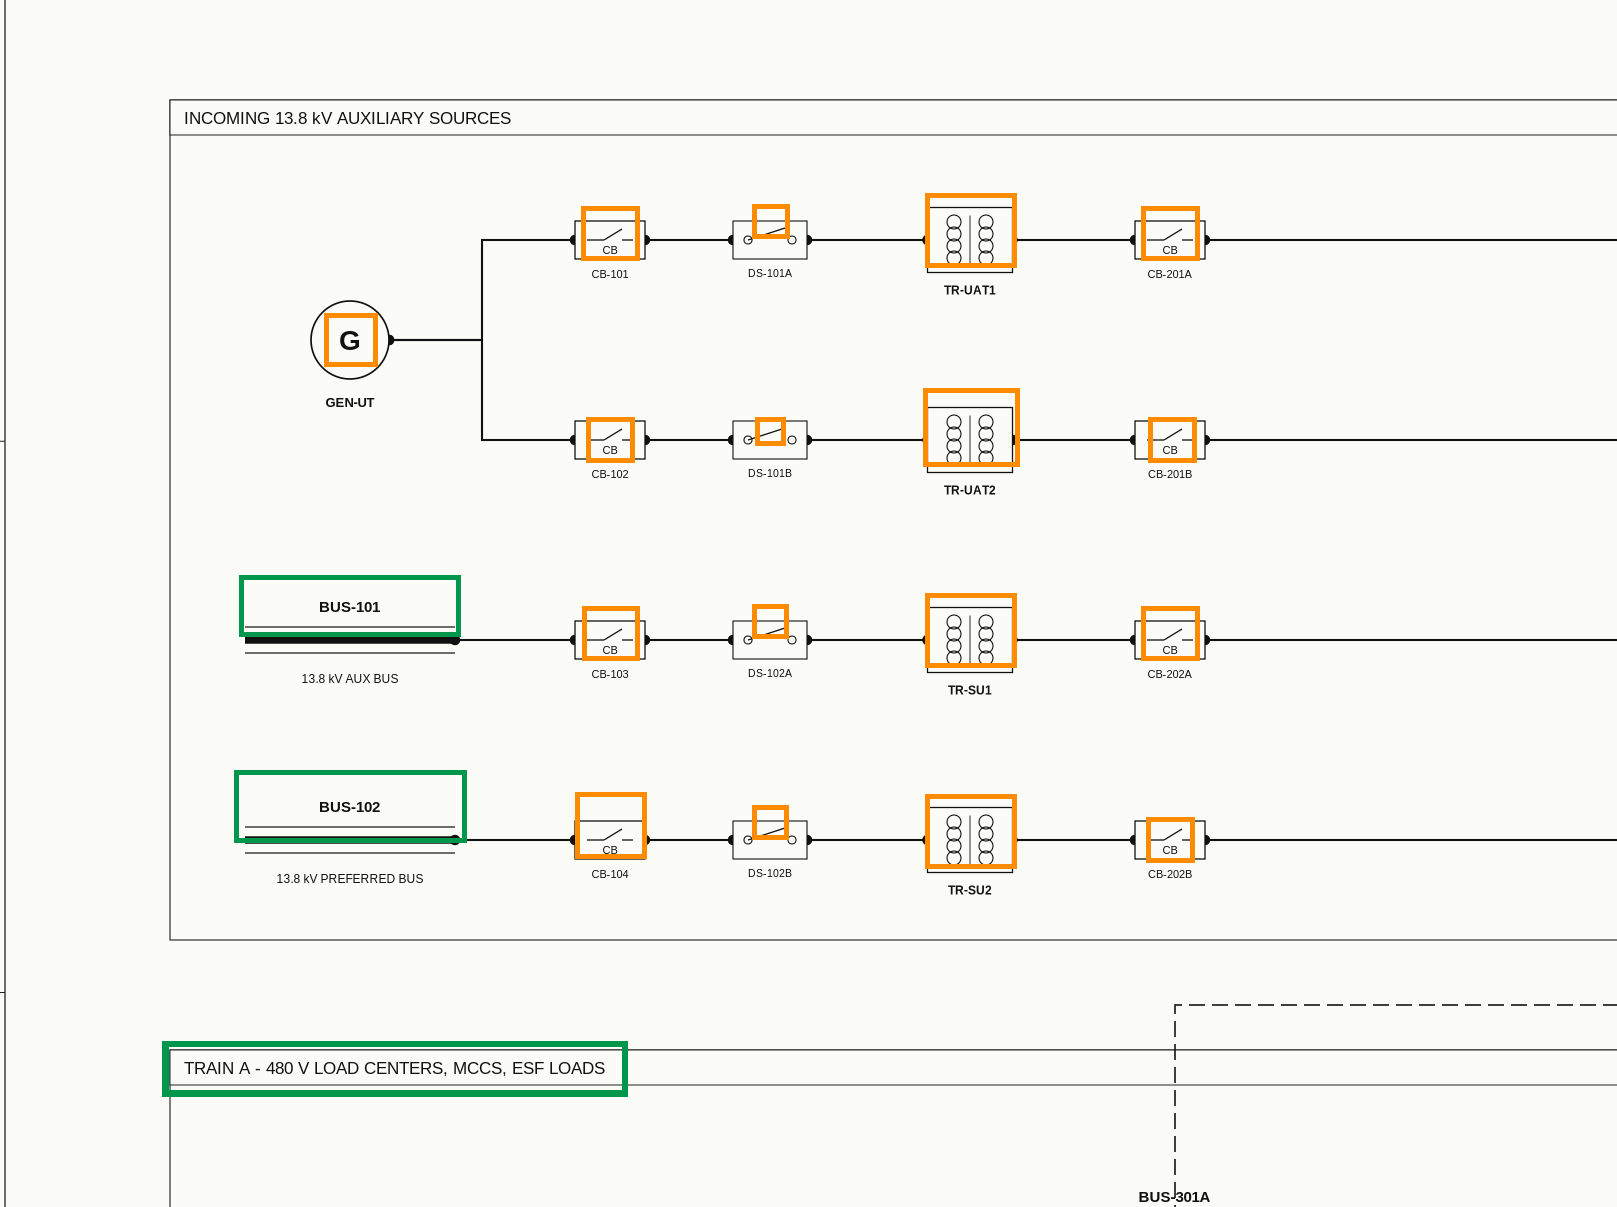 INCOMING 13.8 kV AUXILIARY SOURCES
CB
CB-101
DS-101A
TR-UAT1
CB
CB-201A
G
GEN-UT
CB
CB-102
DS-101B
TR-UAT2
CB
CB-201B
BUS-101
13.8 kV AUX BUS
CB
CB-103
DS-102A
TR-SU1
CB
CB-202A
BUS-102
13.8 kV PREFERRED BUS
CB
CB-104
DS-102B
TR-SU2
CB
CB-202B
TRAIN A - 480 V LOAD CENTERS, MCCS, ESF LOADS
BUS-301A